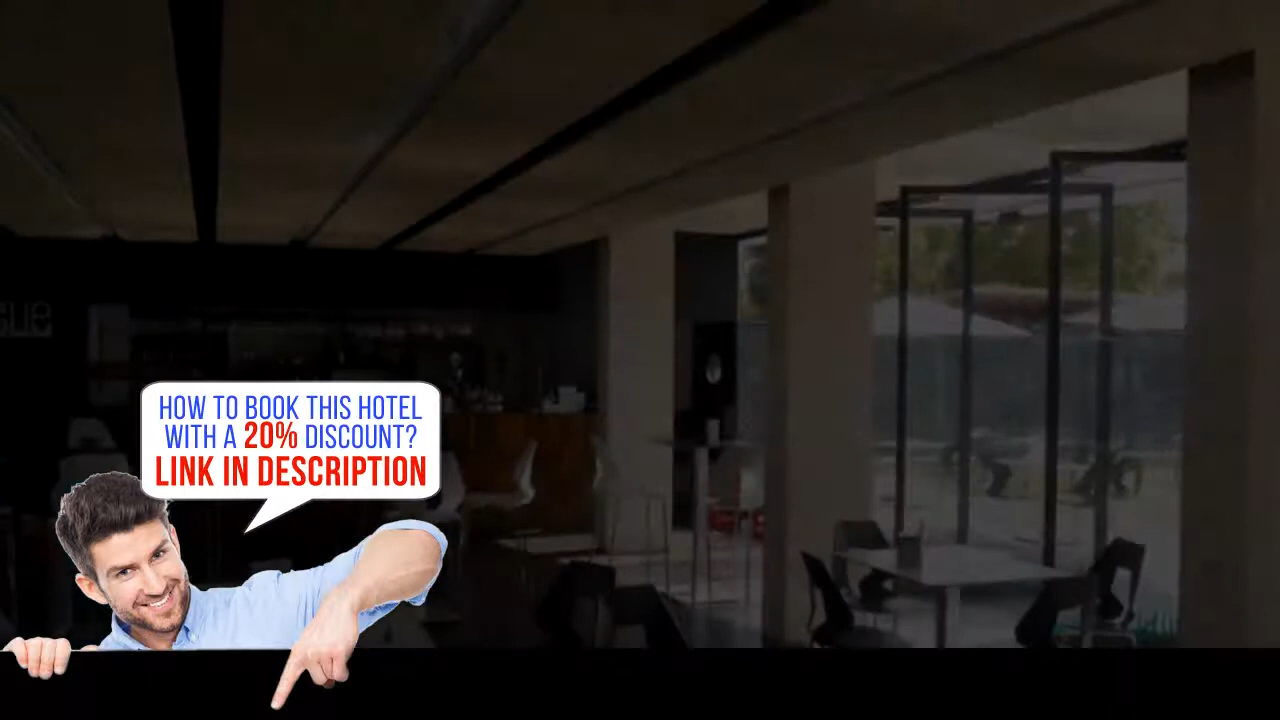 HOW TO BOOK THIS HOTEL
WITH A 20% DISCOUNT?
LINK IN DESCRIPTION